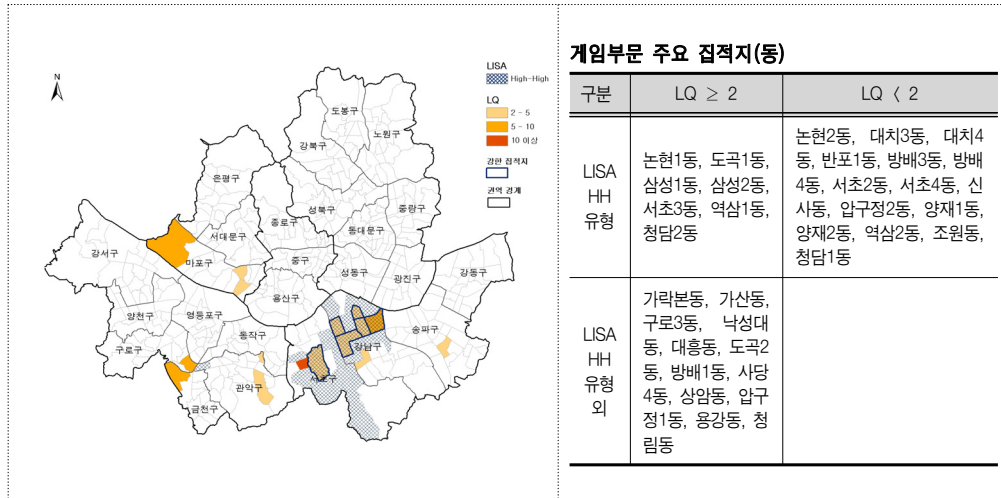 N
LISA
High-High
LQ
2 - 5
5 - 10
10 이상
강한 집적지
권역 경계
도봉구
노원구
강북구
은평구
성북구
중랑구
종로구
서대문구
동대문구
강서구
마포구
중구
성동구
광진구
강동구
용산구
양천구
영등포구
동작구
송파구
강남구
구로구
서초구
관악구
금천구
게임부문 주요 집적지(동)
구분
LQ ≥ 2
LQ < 2
LISA
HH
유형
논현1동, 도곡1동,
삼성1동, 삼성2동,
서초3동, 역삼1동,
청담2동
논현2동, 대치3동, 대치4
동, 반포1동, 방배3동, 방배
4동, 서초2동, 서초4동, 신
사동, 압구정2동, 양재1동,
양재2동, 역삼2동, 조원동,
청담1동
LISA
HH
유형
외
가락본동, 가산동,
구로3동, 낙성대
동, 대흥동, 도곡2
동, 방배1동, 사당
4동, 상암동, 압구
정1동, 용강동, 청
림동